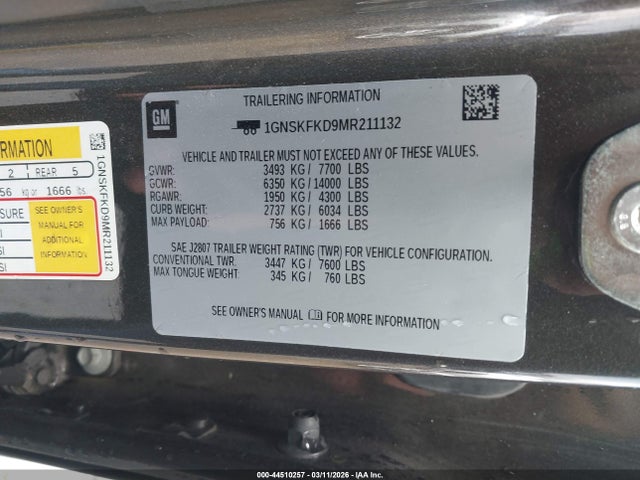 TRAILERING INFORMATION
GM
1GNSKFKD9MR211132
VEHICLE AND TRAILER MUST NOT EXCEED ANY OF THESE VALUES.
GVWR: 3493 KG / 7700 LBS
GCWR: 6350 KG / 14000 LBS
RGAWR: 1950 KG / 4300 LBS
CURB WEIGHT: 2737 KG / 6034 LBS
MAX PAYLOAD: 756 KG / 1666 LBS
SAE J2807 TRAILER WEIGHT RATING (TWR) FOR VEHICLE CONFIGURATION.
CONVENTIONAL TWR: 3447 KG / 7600 LBS
MAX TONGUE WEIGHT: 345 KG / 760 LBS
SEE OWNER'S MANUAL FOR MORE INFORMATION
2 REAR 5
56 kg or 1666 lbs.
SEE OWNER'S
MANUAL FOR
ADDITIONAL
INFORMATION
1GNSKFKD9MR211132
000-44510257 - 03/11/2026 - IAAI, Inc.